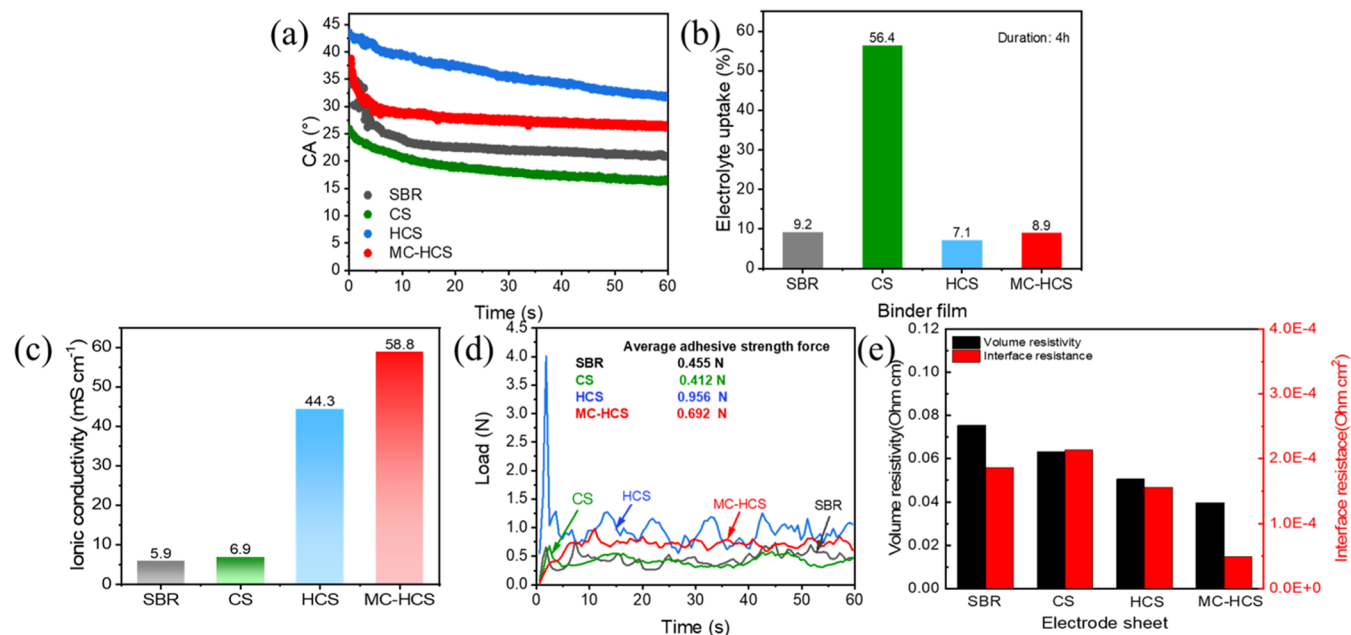 (a)
CA (°)
45
40
35
30
25
20
15
10
5
0
SBR
CS
HCS
MC-HCS
0 10 20 30 40 50 60
Time (s)
(b)
Electrolyte uptake (%)
60
50
40
30
20
10
0
Duration: 4h
9.2
56.4
7.1
8.9
SBR CS HCS MC-HCS
Binder film
(c)
Ionic conductivity (mS cm⁻¹)
60
50
40
30
20
10
0
5.9
6.9
44.3
58.8
SBR CS HCS MC-HCS
(d)
Load (N)
4.5
4.0
3.5
3.0
2.5
2.0
1.5
1.0
0.5
0.0
Average adhesive strength force
SBR 0.455 N
CS 0.412 N
HCS 0.956 N
MC-HCS 0.692 N
CS
HCS
MC-HCS
SBR
0 10 20 30 40 50 60
Time (s)
(e)
Volume resistivity(Ohm cm)
0.12
0.10
0.08
0.06
0.04
0.02
0.00
Volume resistivity
Interface resistance
4.0E-4
3.0E-4
2.0E-4
1.0E-4
0.0E+0
Interface resistace(Ohm cm²)
SBR CS HCS MC-HCS
Electrode sheet